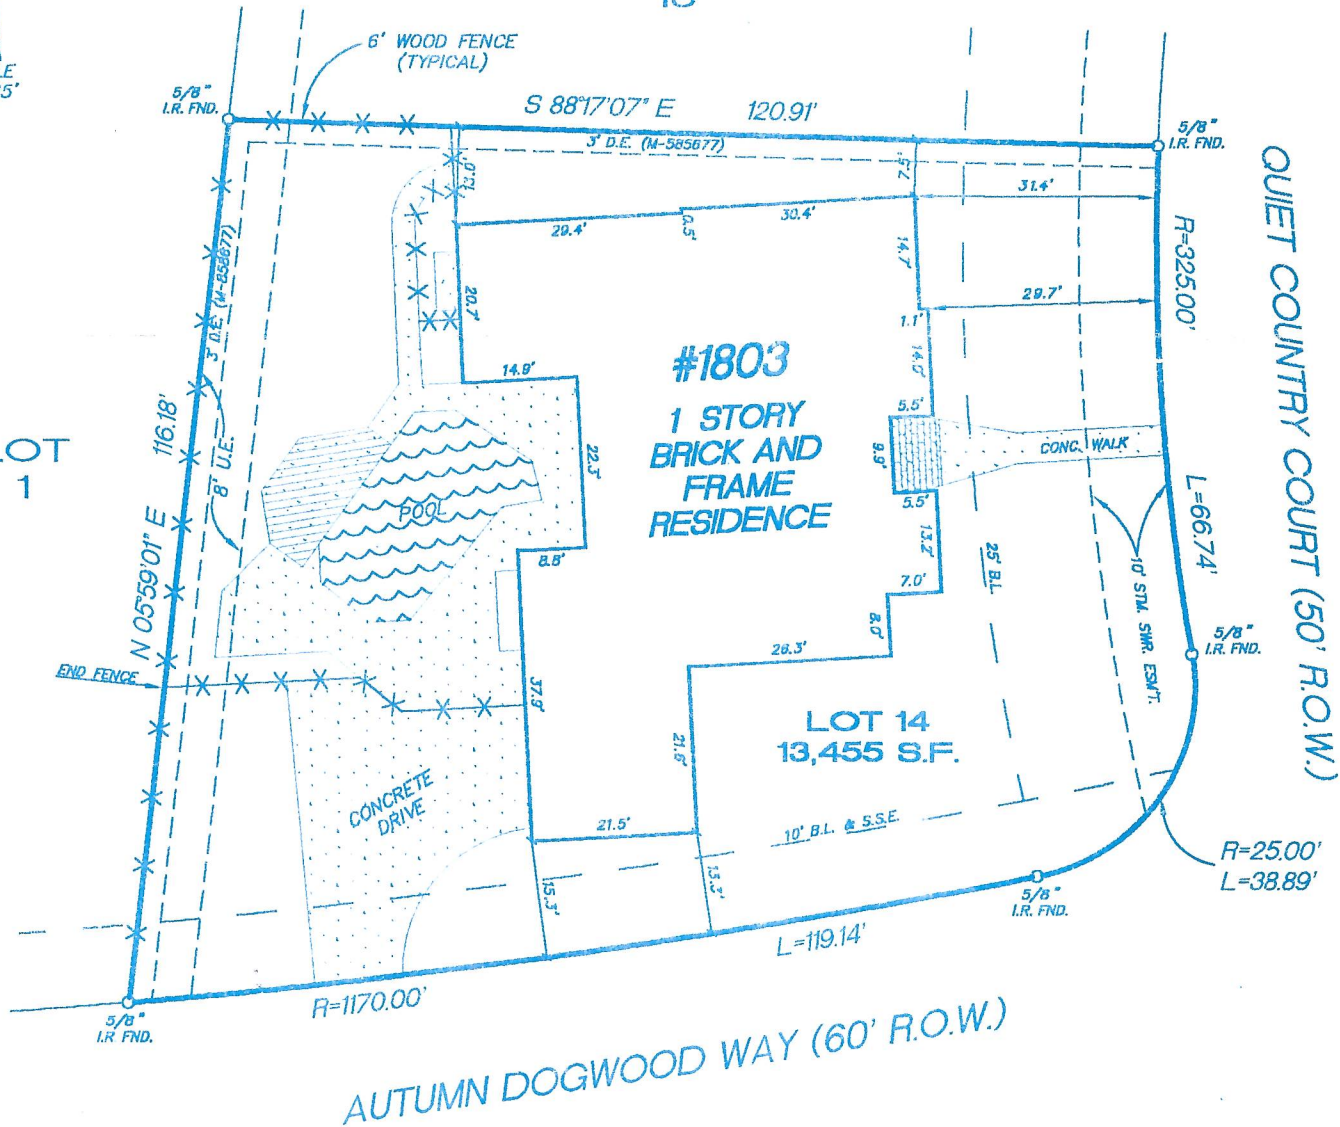 6' WOOD FENCE
(TYPICAL)
5/8"
I.R. FND.
S 88°17'07" E 120.91'
3' D.E. (M-585677)
5/8"
I.R. FND.
10.0'
7.5'
31.4'
29.4'
0.5'
30.4'
14.7'
29.7'
1.1'
14.0'
20.7'
14.9'
3' D.E. (M-858677)
8' U.E.
116.18'
N 05°59'01" E
LOT
1
#1803
1 STORY
BRICK AND
FRAME
RESIDENCE
5.5'
9.9'
5.5'
CONC. WALK
22.3'
POOL
8.8'
13.2'
7.0'
8.0'
26.3'
25' B.L.
10' STM. SWR. ESM'T.
R=325.00'
L=66.74'
QUIET COUNTRY COURT (50' R.O.W.)
5/8"
I.R. FND.
END FENCE
37.9'
21.6'
LOT 14
13,455 S.F.
CONCRETE
DRIVE
21.5'
10' B.L. & S.S.E.
15.3'
15.3'
R=25.00'
L=38.89'
5/8"
I.R. FND.
L=119.14'
R=1170.00'
5/8"
I.R FND.
AUTUMN DOGWOOD WAY (60' R.O.W.)